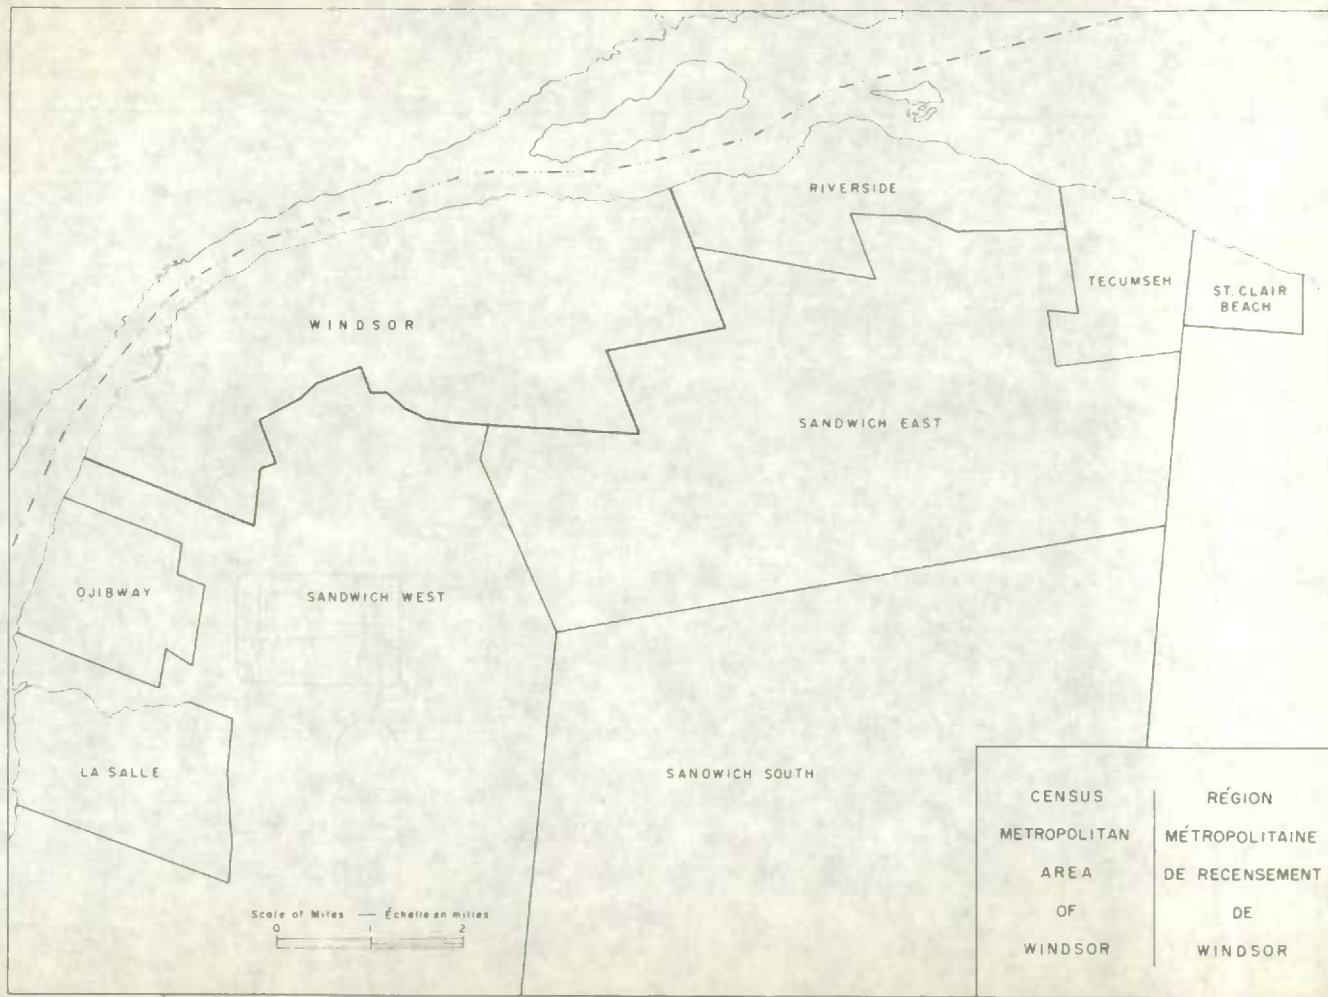 RIVERSIDE
TECUMSEH
ST. CLAIR
BEACH
WINDSOR
SANDWICH EAST
OJIBWAY
SANDWICH WEST
LA SALLE
SANDWICH SOUTH
Scale of Miles — Échelle en milles
0 1 2
CENSUS
METROPOLITAN
AREA
OF
WINDSOR
RÉGION
MÉTROPOLITAINE
DE RECENSEMENT
DE
WINDSOR